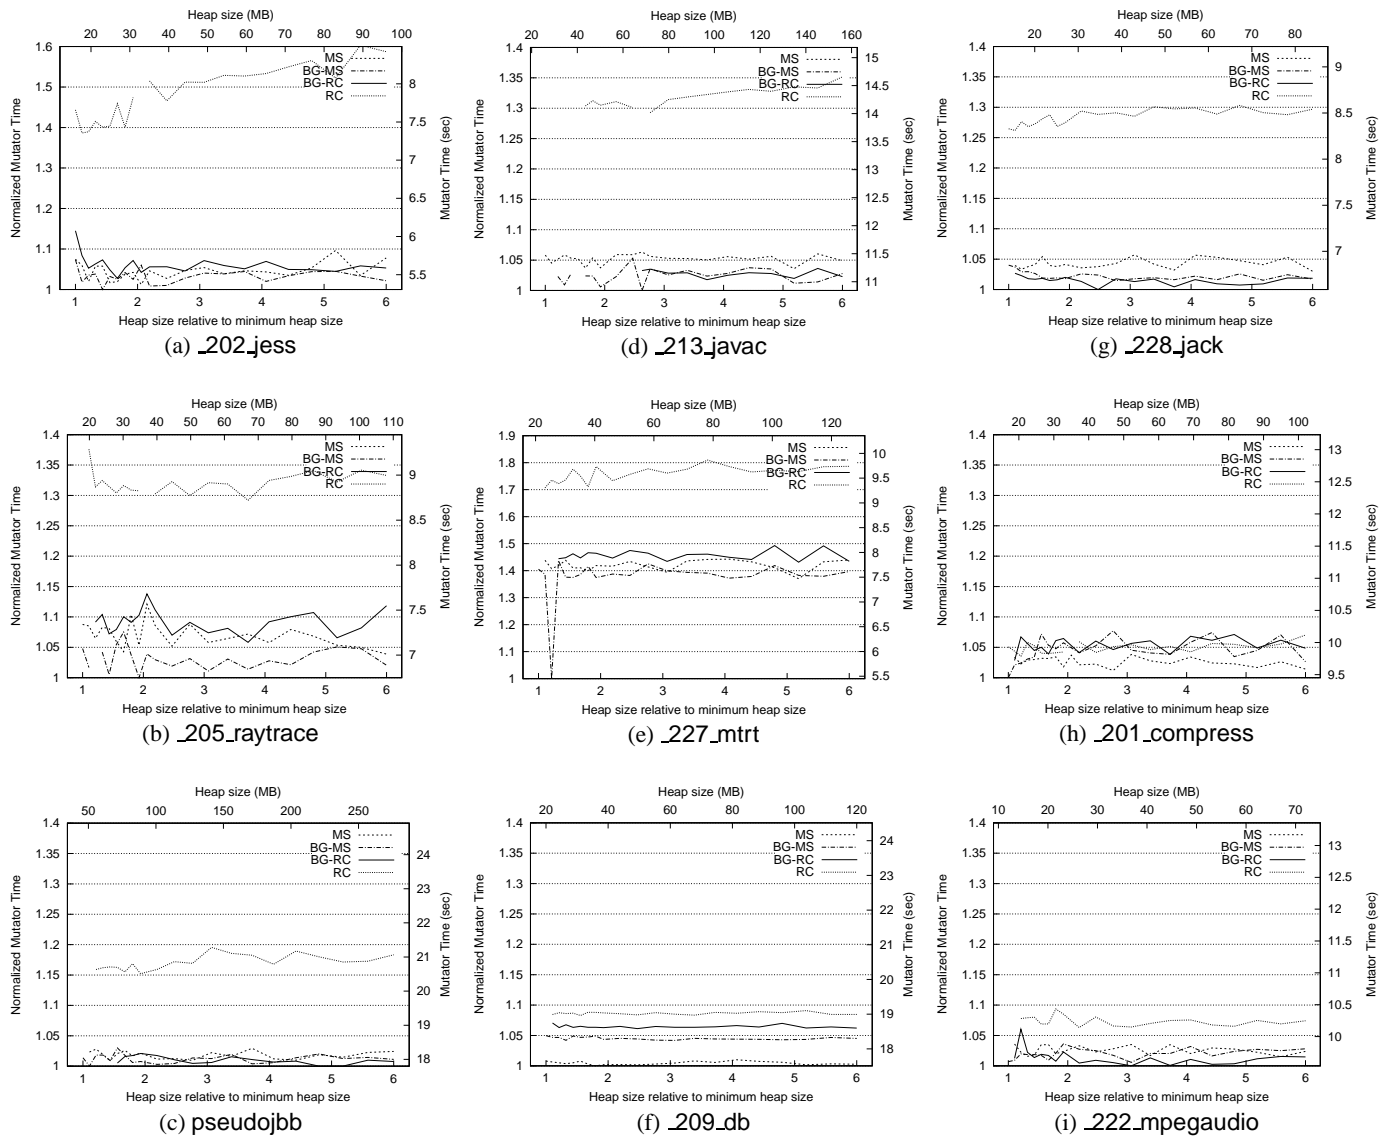 Heap size (MB)
20 30 40 50 60 70 80 90 100
1.6
1.5
1.4
1.3
1.2
1.1
1
8
7.5
7
6.5
6
5.5
MS
BG-MS
BG-RC
RC
Normalized Mutator Time
Mutator Time (sec)
1 2 3 4 5 6
Heap size relative to minimum heap size
(a) _202_jess
Heap size (MB)
20 40 60 80 100 120 140 160
1.4
1.35
1.3
1.25
1.2
1.15
1.1
1.05
1
15
14.5
14
13.5
13
12.5
12
11.5
11
MS
BG-MS
BG-RC
RC
Normalized Mutator Time
Mutator Time (sec)
1 2 3 4 5 6
Heap size relative to minimum heap size
(d) _213_javac
Heap size (MB)
20 30 40 50 60 70 80
1.4
1.35
1.3
1.25
1.2
1.15
1.1
1.05
1
9
8.5
8
7.5
7
MS
BG-MS
BG-RC
RC
Normalized Mutator Time
Mutator Time (sec)
1 2 3 4 5 6
Heap size relative to minimum heap size
(g) _228_jack
Heap size (MB)
20 30 40 50 60 70 80 90 100 110
1.4
1.35
1.3
1.25
1.2
1.15
1.1
1.05
1
9
8.5
8
7.5
7
MS
BG-MS
BG-RC
RC
Normalized Mutator Time
Mutator Time (sec)
1 2 3 4 5 6
Heap size relative to minimum heap size
(b) _205_raytrace
Heap size (MB)
20 40 60 80 100 120
1.9
1.8
1.7
1.6
1.5
1.4
1.3
1.2
1.1
1
10
9.5
9
8.5
8
7.5
7
6.5
6
5.5
MS
BG-MS
BG-RC
RC
Normalized Mutator Time
Mutator Time (sec)
1 2 3 4 5 6
Heap size relative to minimum heap size
(e) _227_mtrt
Heap size (MB)
20 30 40 50 60 70 80 90 100
1.4
1.35
1.3
1.25
1.2
1.15
1.1
1.05
1
13
12.5
12
11.5
11
10.5
10
9.5
MS
BG-MS
BG-RC
RC
Normalized Mutator Time
Mutator Time (sec)
1 2 3 4 5 6
Heap size relative to minimum heap size
(h) _201_compress
Heap size (MB)
50 100 150 200 250
1.4
1.35
1.3
1.25
1.2
1.15
1.1
1.05
1
24
23
22
21
20
19
18
MS
BG-MS
BG-RC
RC
Normalized Mutator Time
Mutator Time (sec)
1 2 3 4 5 6
Heap size relative to minimum heap size
(c) pseudojbb
Heap size (MB)
20 30 40 50 60 70 80 90 100 110 120
1.4
1.35
1.3
1.25
1.2
1.15
1.1
1.05
1
24
23
22
21
20
19
18
MS
BG-MS
BG-RC
RC
Normalized Mutator Time
Mutator Time (sec)
1 2 3 4 5 6
Heap size relative to minimum heap size
(f) _209_db
Heap size (MB)
10 20 30 40 50 60 70
1.4
1.35
1.3
1.25
1.2
1.15
1.1
1.05
1
13
12.5
12
11.5
11
10.5
10
MS
BG-MS
BG-RC
RC
Normalized Mutator Time
Mutator Time (sec)
1 2 3 4 5 6
Heap size relative to minimum heap size
(i) _222_mpegaudio